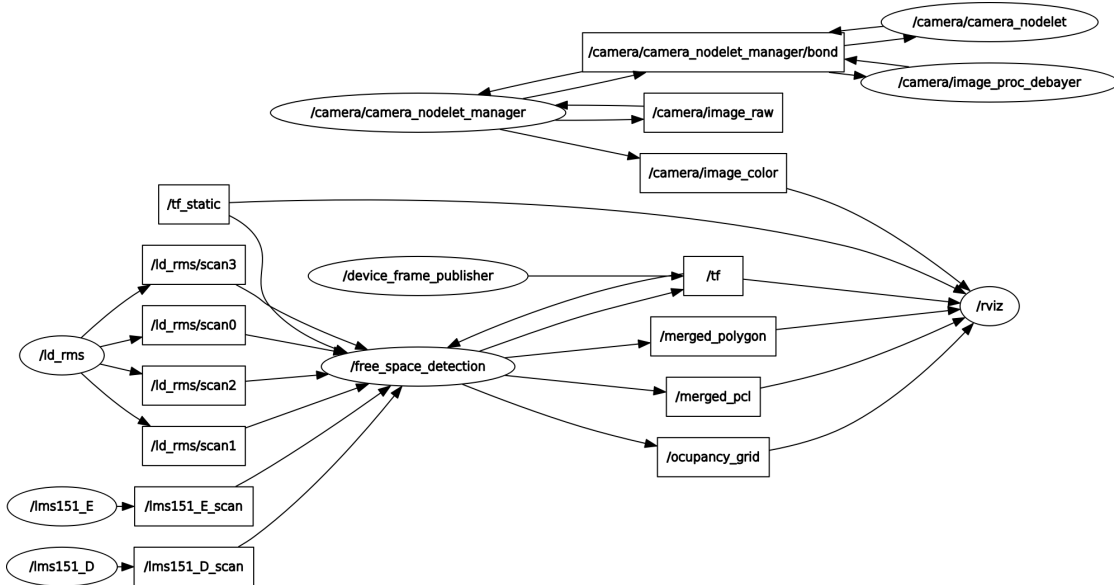 /camera/camera_nodelet
/camera/camera_nodelet_manager/bond
/camera/image_proc_debayer
/camera/camera_nodelet_manager
/camera/image_raw
/camera/image_color
/tf_static
/ld_rms/scan3
/device_frame_publisher
/tf
/rviz
/ld_rms/scan0
/merged_polygon
/ld_rms
/free_space_detection
/ld_rms/scan2
/merged_pcl
/ld_rms/scan1
/ocupancy_grid
/lms151_E
/lms151_E_scan
/lms151_D
/lms151_D_scan